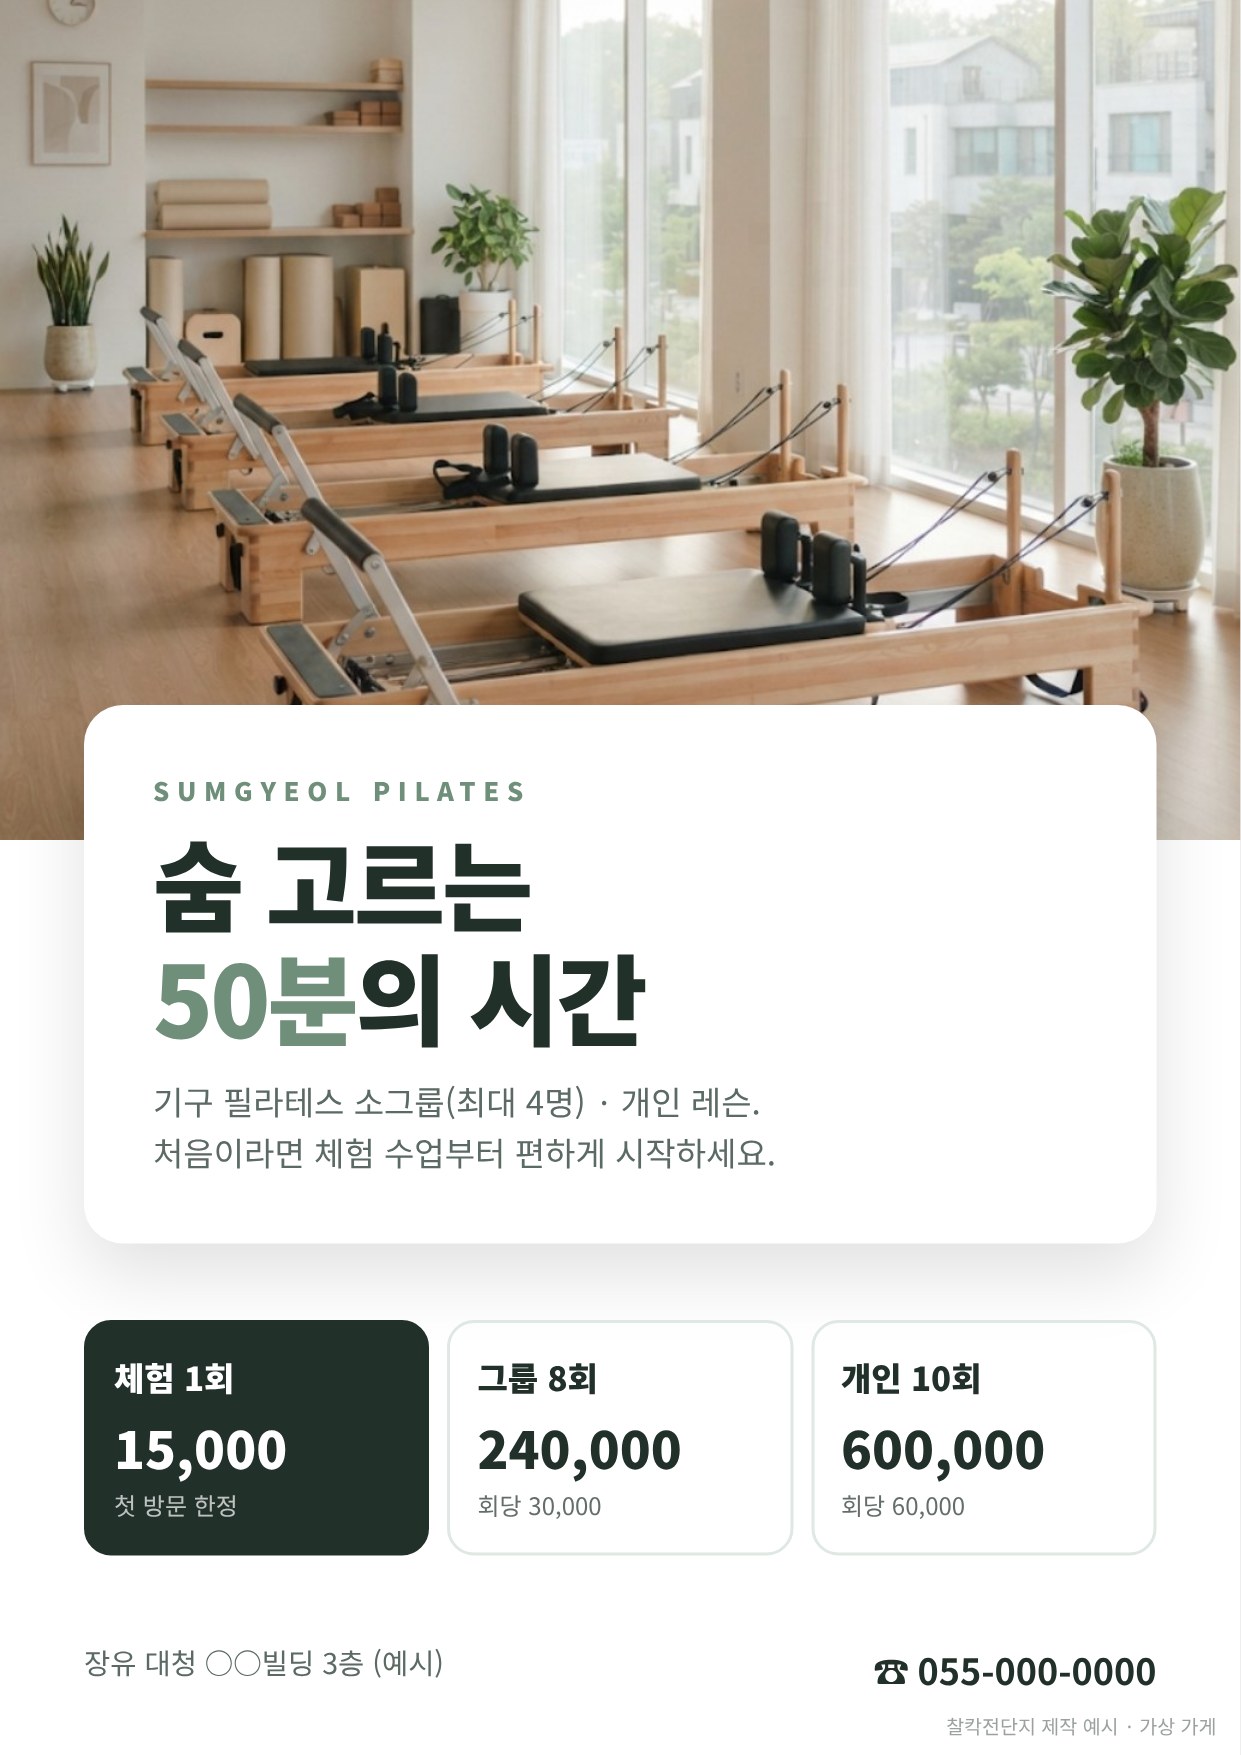 SUMGYEOL PILATES
숨 고르는
50분의 시간
기구 필라테스 소그룹(최대 4명) · 개인 레슨.
처음이라면 체험 수업부터 편하게 시작하세요.
체험 1회
15,000
첫 방문 한정
그룹 8회
240,000
회당 30,000
개인 10회
600,000
회당 60,000
장유 대청 〇〇빌딩 3층 (예시)
☎ 055-000-0000
찰칵전단지 제작 예시 · 가상 가게